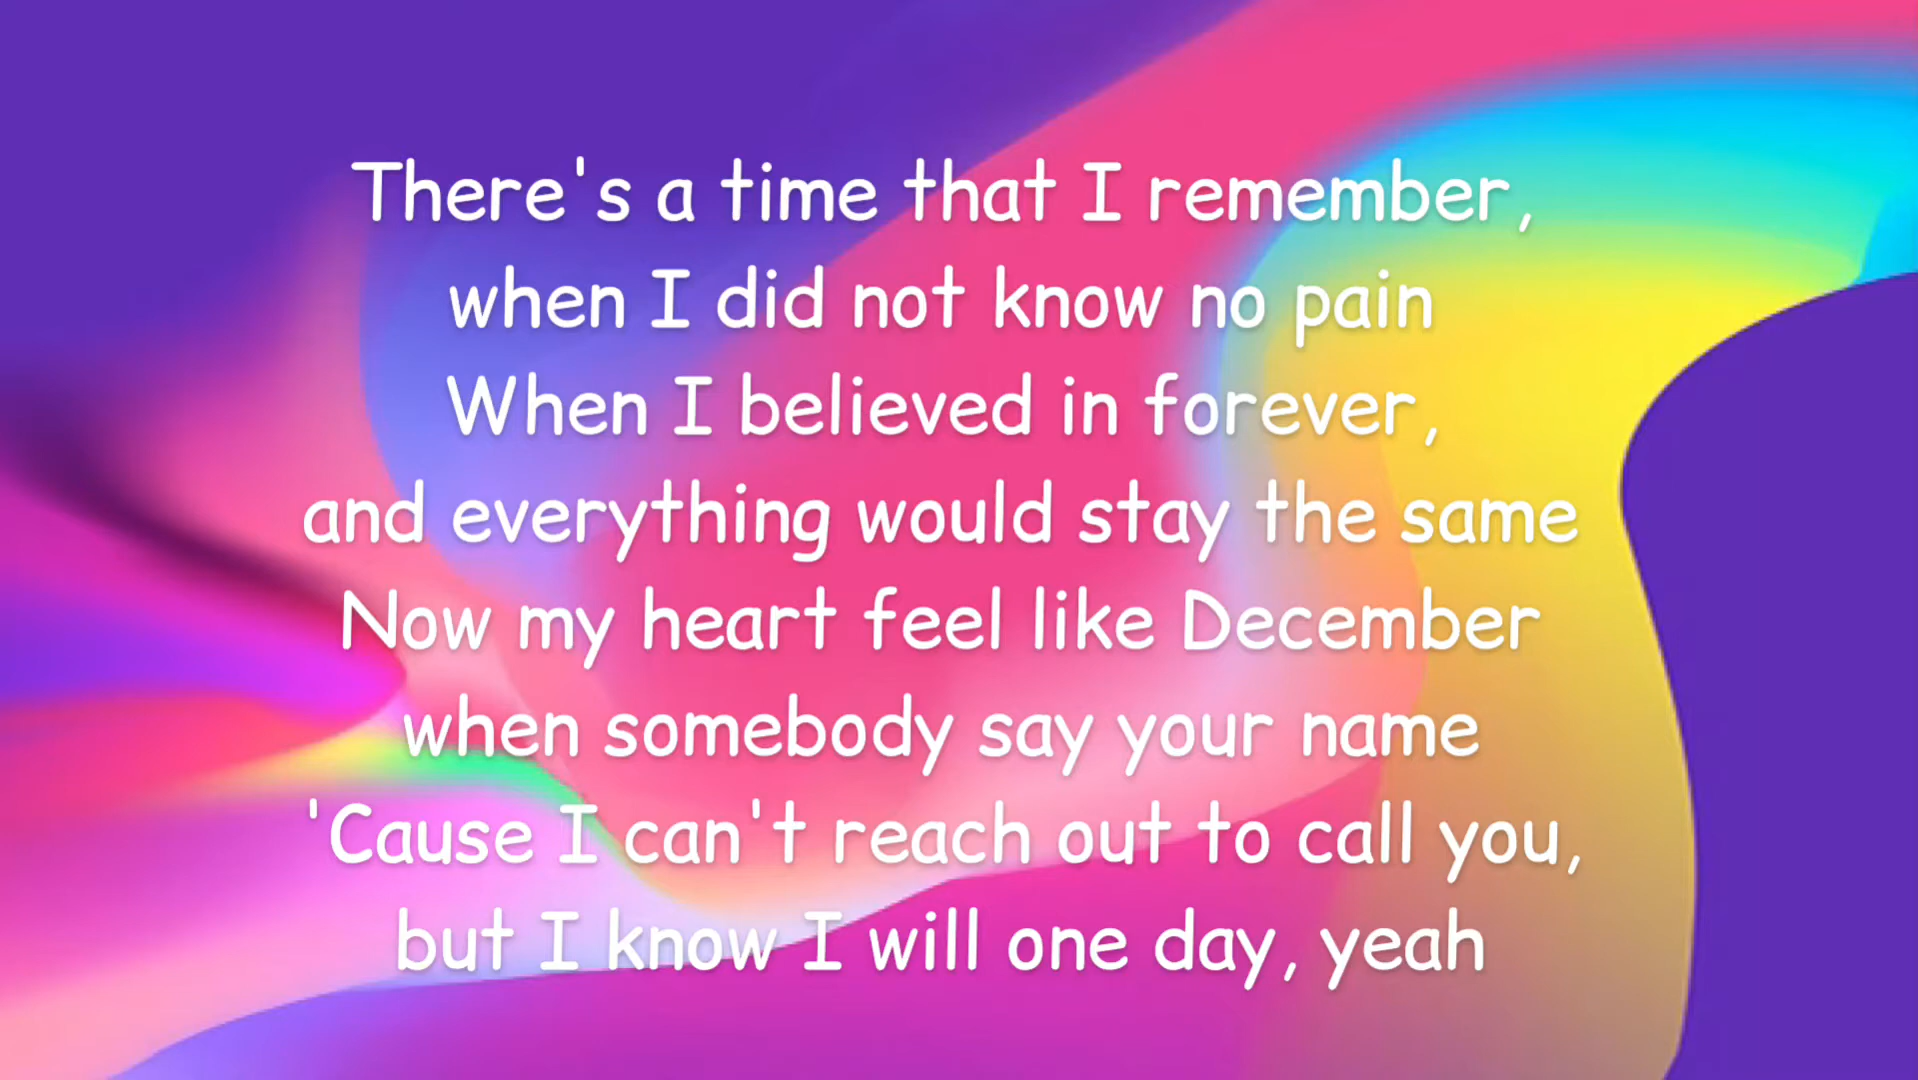 There's a time that I remember,
when I did not know no pain
When I believed in forever,
and everything would stay the same
Now my heart feel like December
when somebody say your name
'Cause I can't reach out to call you,
but I know I will one day, yeah